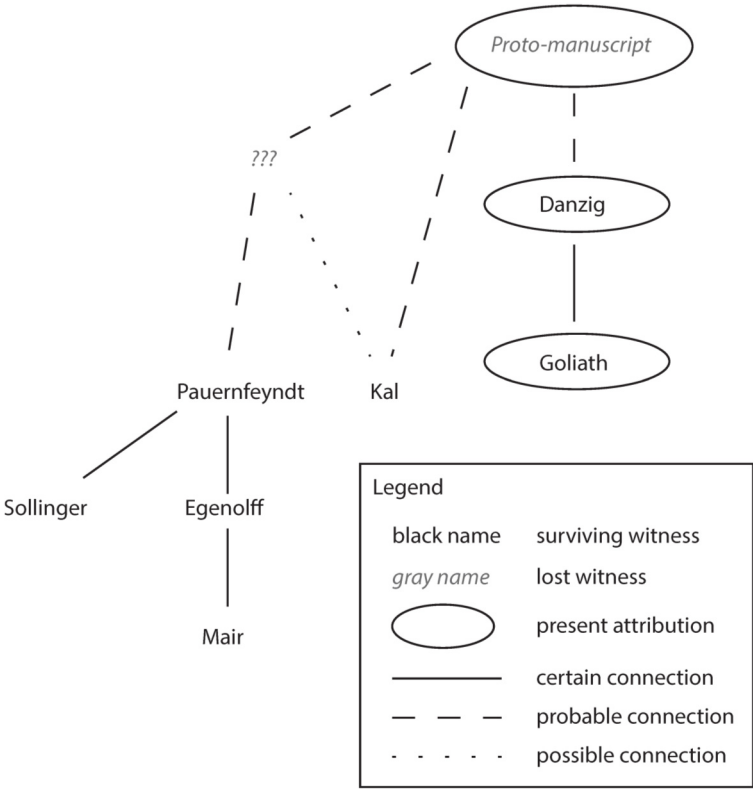 Proto-manuscript
???
Danzig
Goliath
Pauernfeyndt
Kal
Sollinger
Egenolff
Mair
Legend
black name surviving witness
gray name lost witness
present attribution
certain connection
probable connection
possible connection